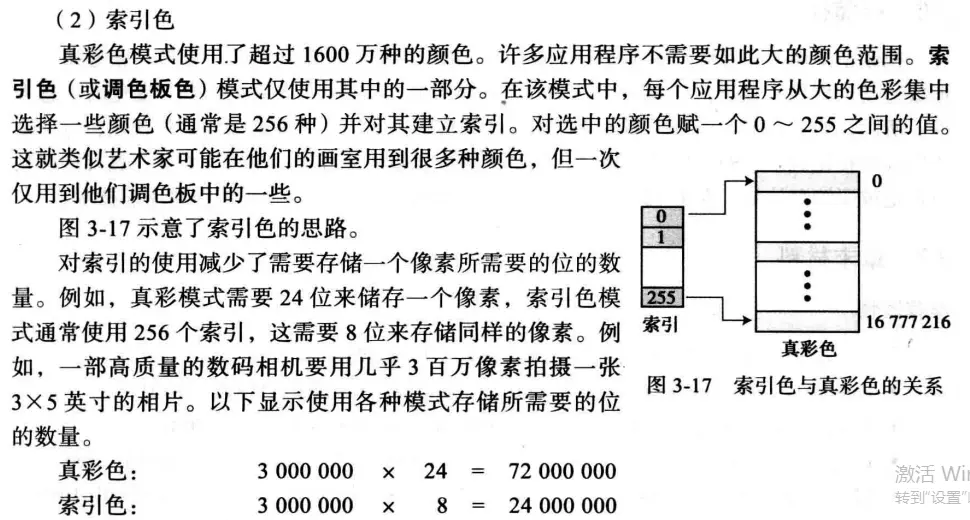 （2）索引色
真彩色模式使用了超过 1600 万种的颜色。许多应用程序不需要如此大的颜色范围。索
引色（或调色板色）模式仅使用其中的一部分。在该模式中，每个应用程序从大的色彩集中
选择一些颜色（通常是 256 种）并对其建立索引。对选中的颜色赋一个 0 ～ 255 之间的值。
这就类似艺术家可能在他们的画室用到很多种颜色，但一次
仅用到他们调色板中的一些。
图 3-17 示意了索引色的思路。
对索引的使用减少了需要存储一个像素所需要的位的数
量。例如，真彩模式需要 24 位来储存一个像素，索引色模
式通常使用 256 个索引，这需要 8 位来存储同样的像素。例
如，一部高质量的数码相机要用几乎 3 百万像素拍摄一张
3×5 英寸的相片。以下显示使用各种模式存储所需要的位
的数量。
真彩色： 3 000 000 × 24 = 72 000 000
索引色： 3 000 000 × 8 = 24 000 000
0
0
1
255
索引
16 777 216
真彩色
图 3-17 索引色与真彩色的关系
激活 Win
转到"设置"